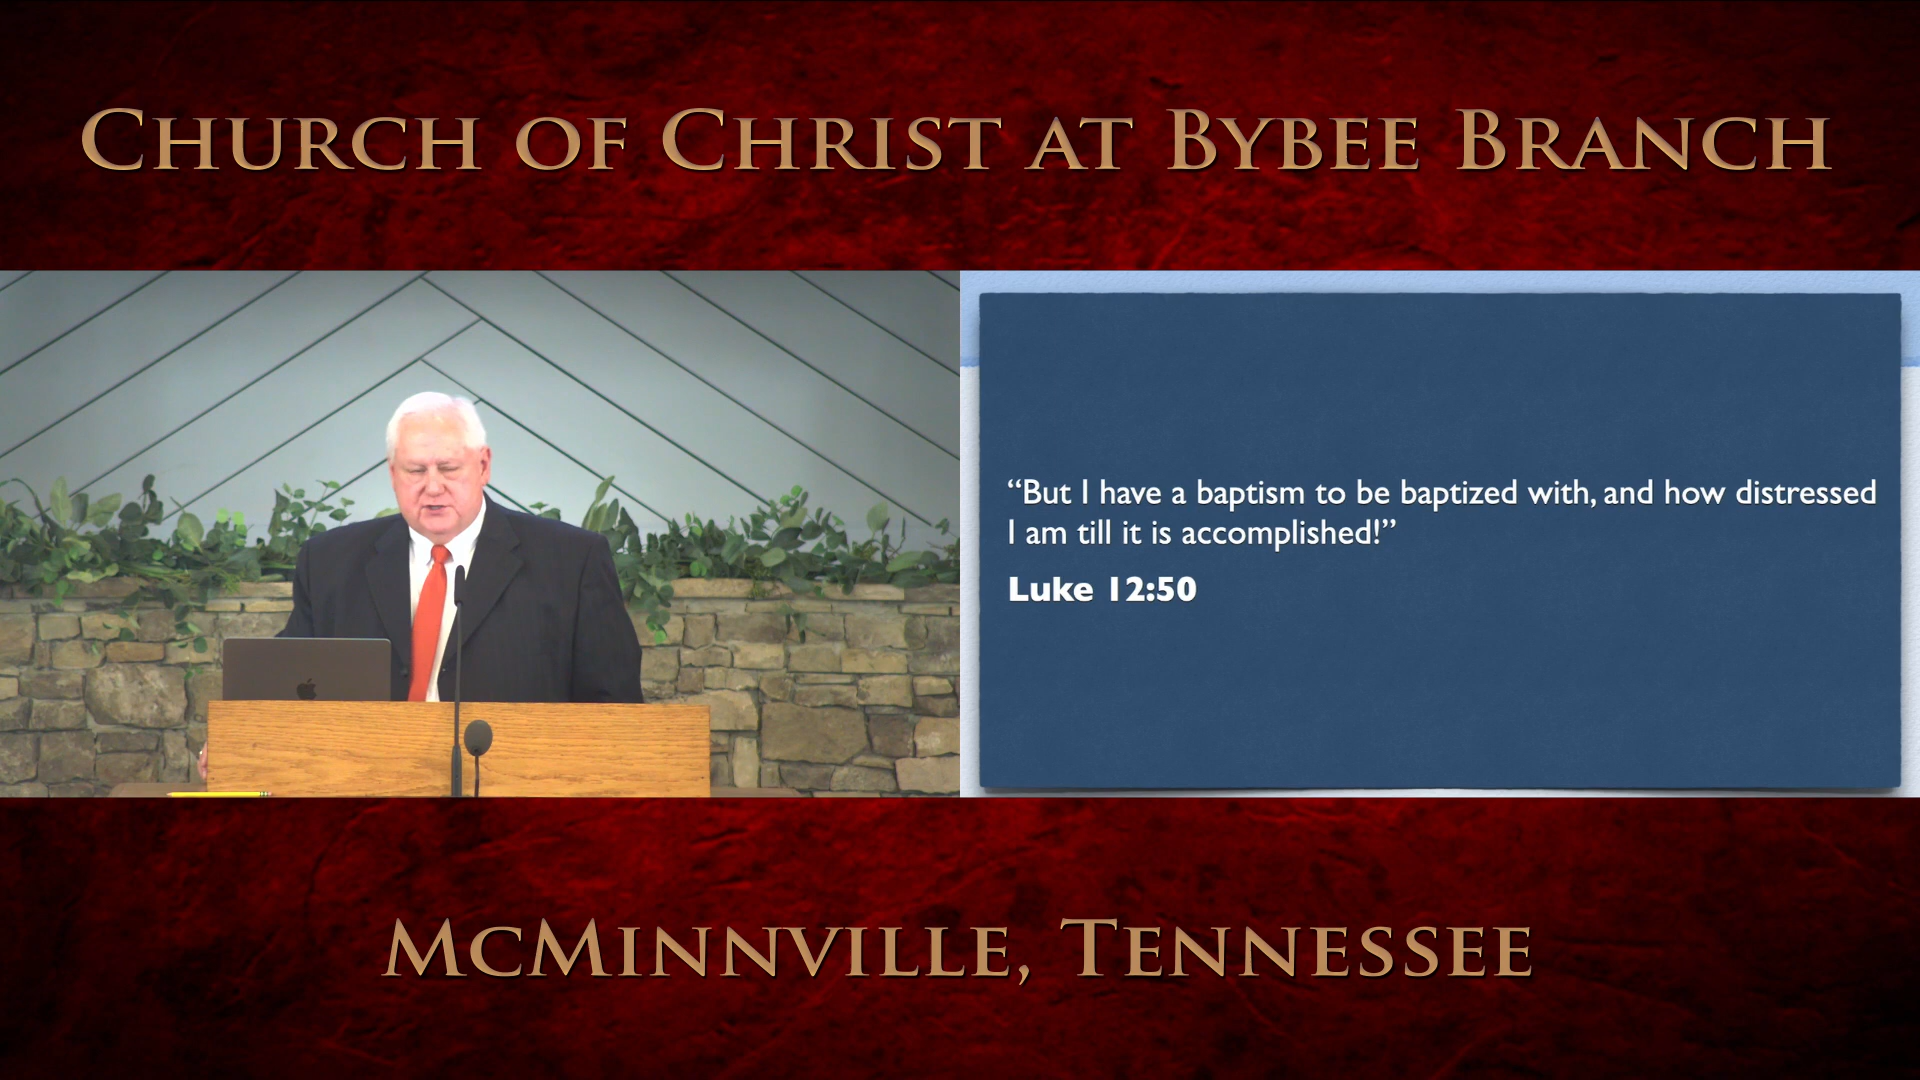 Church of Christ at Bybee Branch
“But I have a baptism to be baptized with, and how distressed
I am till it is accomplished!”
Luke 12:50
McMinnville, Tennessee